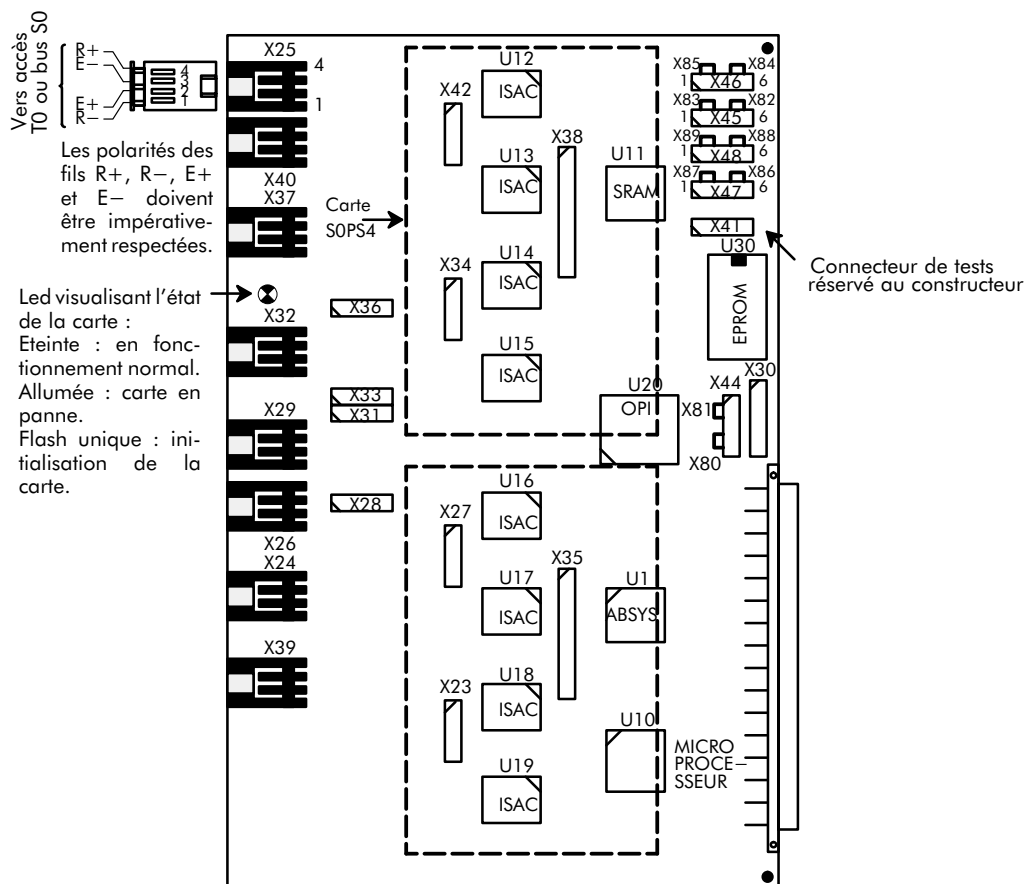 Vers accès
T0 ou bus S0
R+
E−
E+
R−
4
3
2
1
X25
4
1
Les polarités des
fils R+, R−, E+
et E− doivent
être impérative-
ment respectées.
X40
X37
Carte
S0PS4
Led visualisant l'état
de la carte :
Eteinte : en fonc-
tionnement normal.
Allumée : carte en
panne.
Flash unique : ini-
tialisation de la
carte.
X32
X29
X26
X24
X39
X36
X33
X31
X28
X42
X34
X27
X23
U12
ISAC
U13
ISAC
U14
ISAC
U15
ISAC
U16
ISAC
U17
ISAC
U18
ISAC
U19
ISAC
X38
X35
U11
SRAM
U20
OPI
U1
ABSYS
U10
MICRO
PROCE−
SSEUR
X85
X84
1
X46
6
X83
X82
1
X45
6
X89
X88
1
X48
6
X87
X86
1
X47
6
X41
U30
EPROM
Connecteur de tests
réservé au constructeur
X44
X30
X81
X80